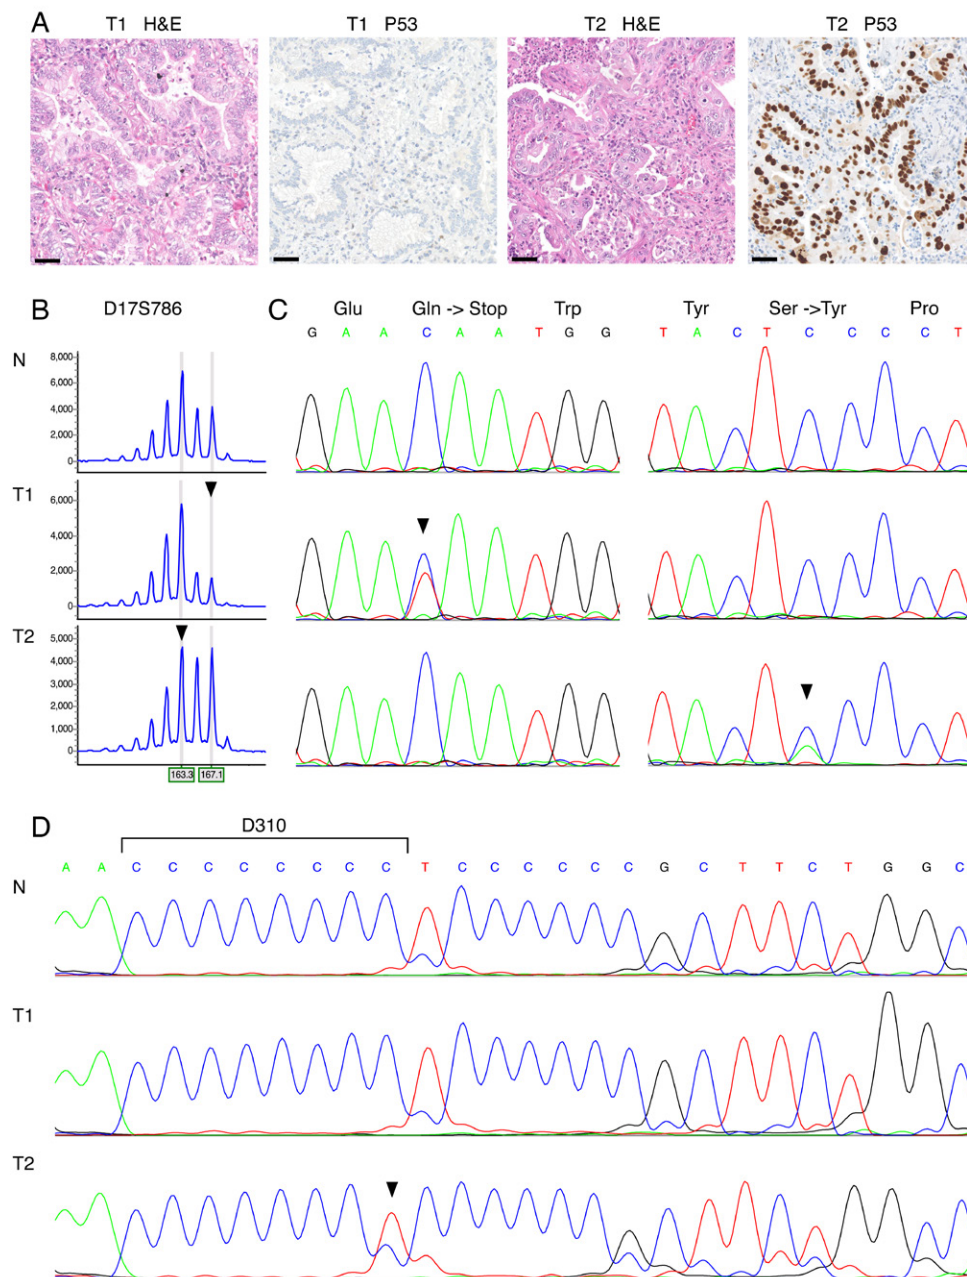 A T1 H&E T1 P53 T2 H&E T2 P53
B D17S786
N
8,000
6,000
4,000
2,000
0
T1
6,000
4,000
2,000
0
T2
5,000
4,000
3,000
2,000
1,000
0
163.3 167.1
C Glu Gln -> Stop Trp Tyr Ser ->Tyr Pro
G A A C A A T G G T A C T C C C C T
D D310
A A C C C C C C C C T C C C C C C G C T T C T G G C
N
T1
T2